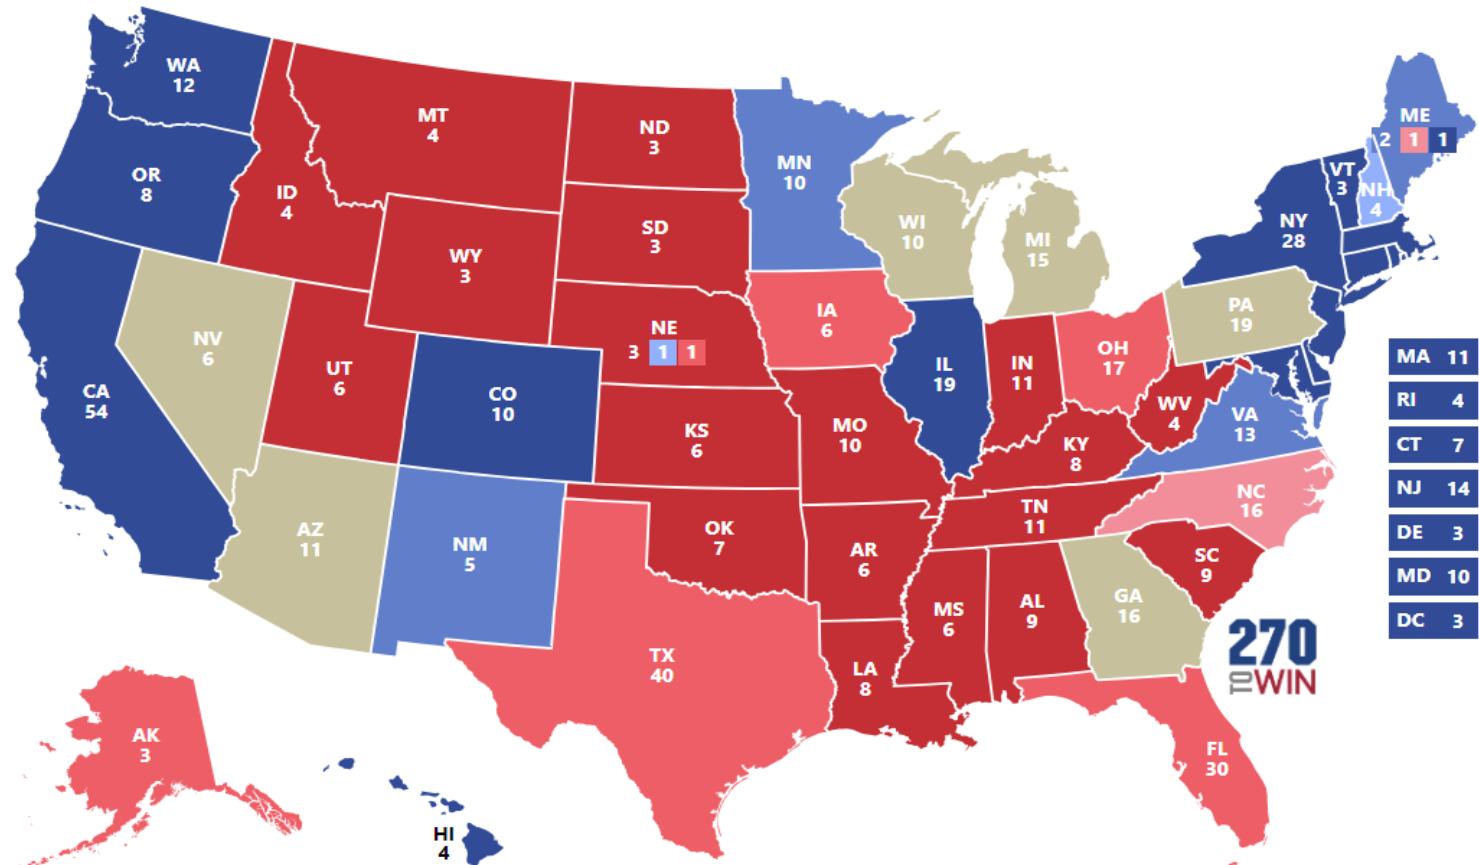 WA
12
OR
8
CA
54
NV
6
ID
4
MT
4
WY
3
UT
6
AZ
11
CO
10
NM
5
ND
3
SD
3
NE
3 1 1
KS
6
OK
7
TX
40
MN
10
IA
6
MO
10
AR
6
LA
8
WI
10
IL
19
MI
15
IN
11
OH
17
KY
8
TN
11
MS
6
AL
9
GA
16
FL
30
SC
9
NC
16
VA
13
WV
4
PA
19
NY
28
VT
3
NH
4
ME
2 1 1
MA 11
RI 4
CT 7
NJ 14
DE 3
MD 10
DC 3
AK
3
HI
4
270
TO WIN